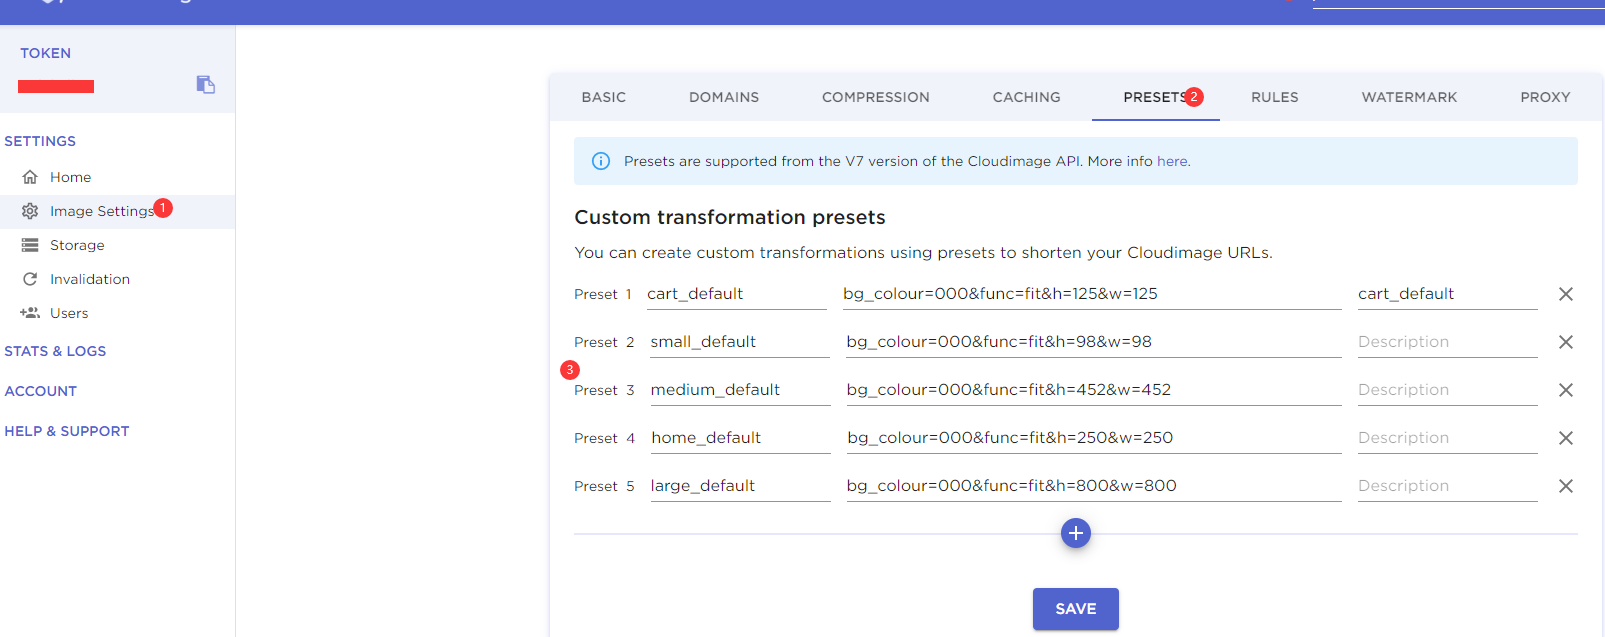 TOKEN
SETTINGS
Home
Image Settings 1
Storage
Invalidation
Users
STATS & LOGS
ACCOUNT
HELP & SUPPORT
BASIC DOMAINS COMPRESSION CACHING PRESETS 2 RULES WATERMARK PROXY
Presets are supported from the V7 version of the Cloudimage API. More info here.
Custom transformation presets
You can create custom transformations using presets to shorten your Cloudimage URLs.
Preset 1 cart_default bg_colour=000&func=fit&h=125&w=125 cart_default
Preset 2 small_default bg_colour=000&func=fit&h=98&w=98 Description
3
Preset 3 medium_default bg_colour=000&func=fit&h=452&w=452 Description
Preset 4 home_default bg_colour=000&func=fit&h=250&w=250 Description
Preset 5 large_default bg_colour=000&func=fit&h=800&w=800 Description
SAVE